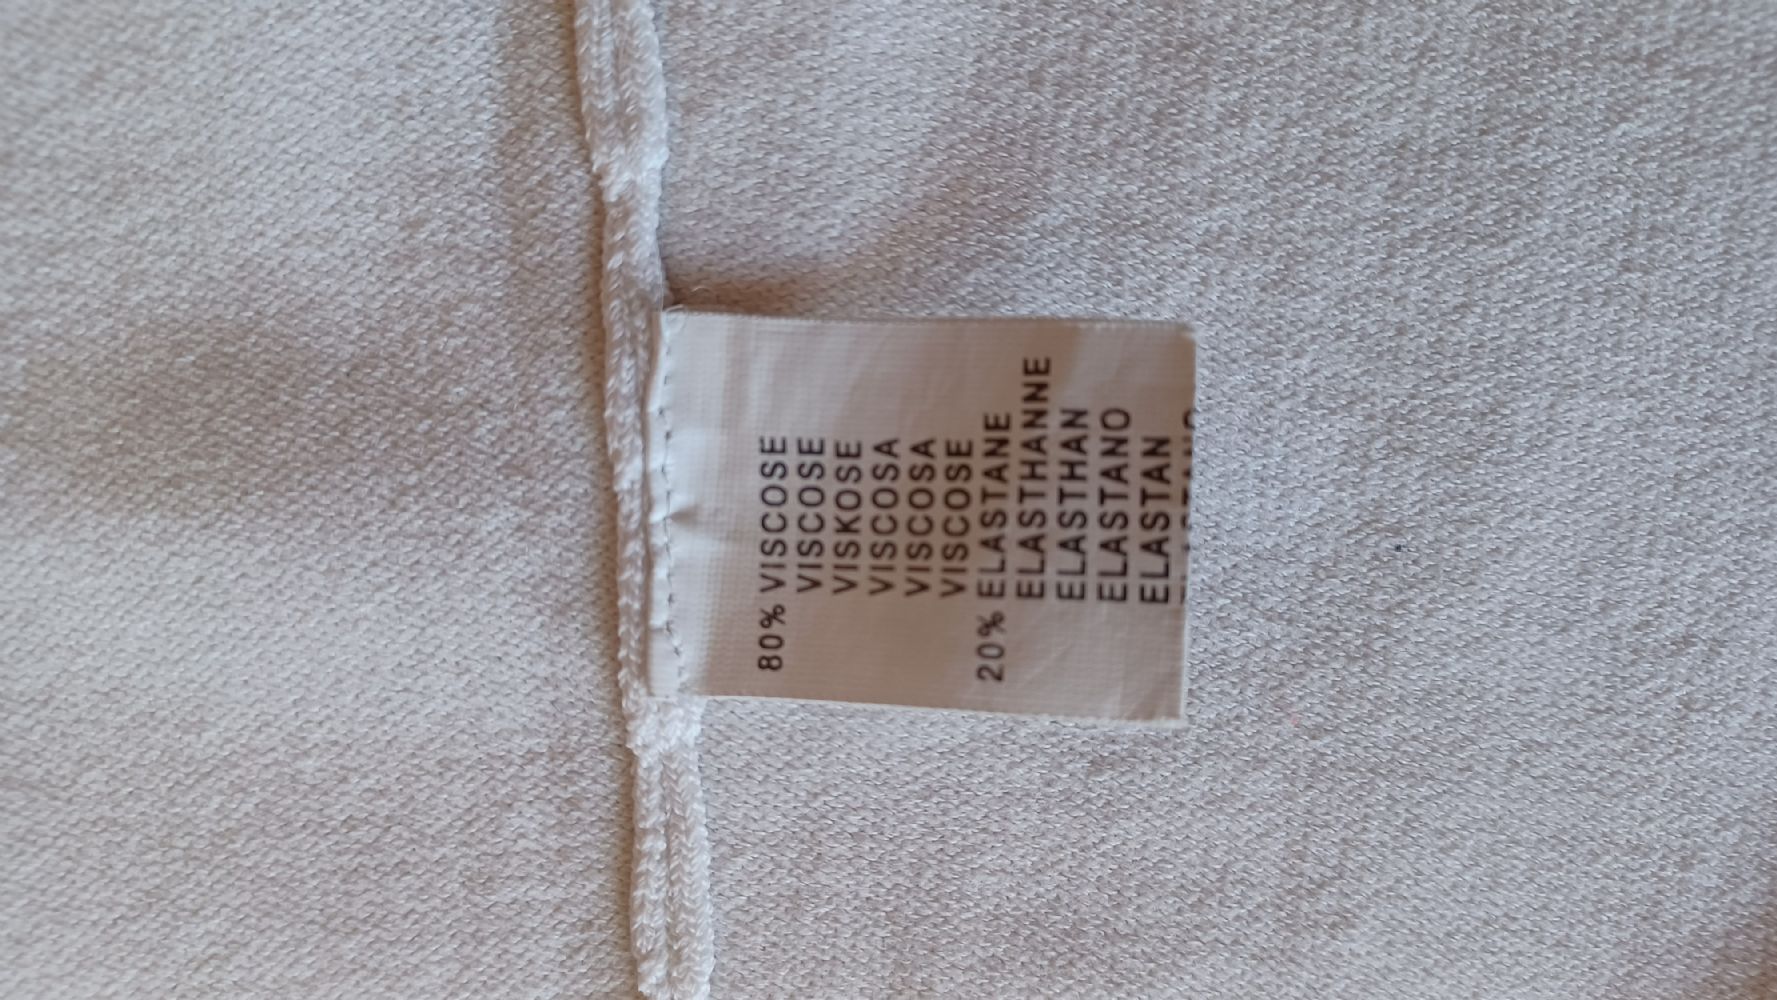 80% VISCOSE
VISCOSE
VISKOSE
VISCOSA
VISCOSA
VISCOSE
20% ELASTANE
ELASTHANNE
ELASTHAN
ELASTANO
ELASTAN